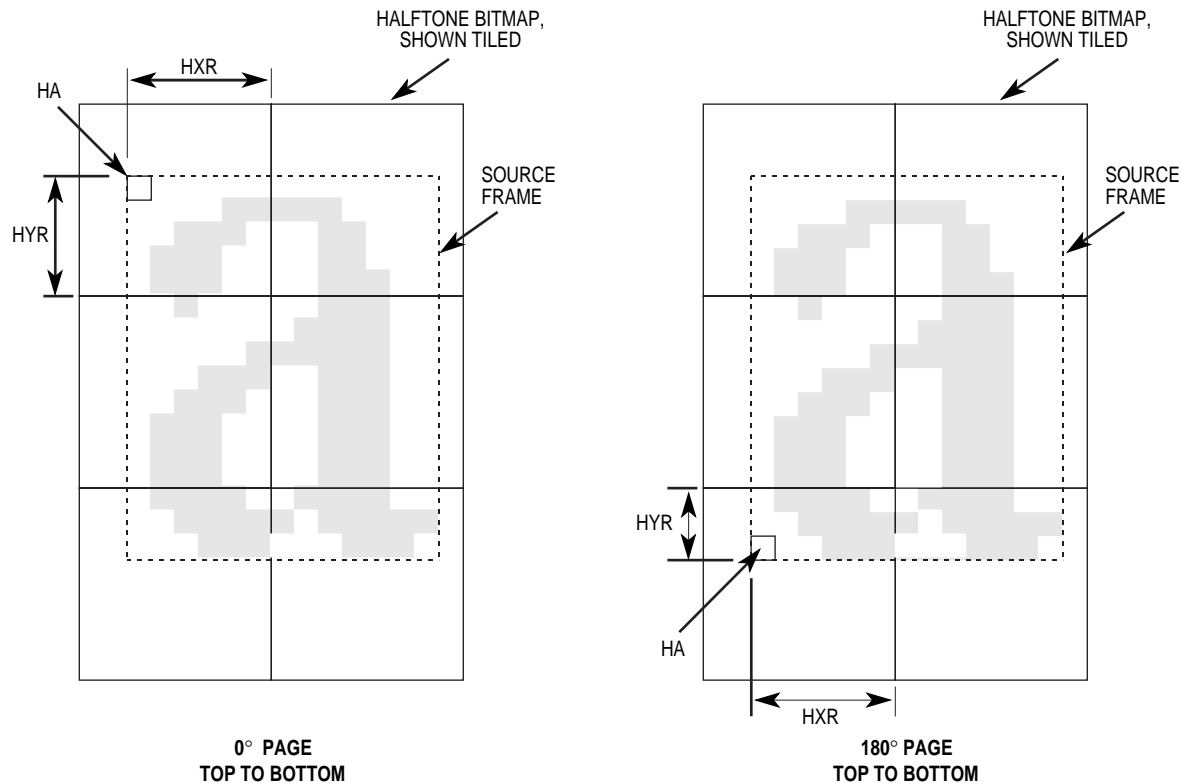 HALFTONE BITMAP,
SHOWN TILED
HXR
HA
SOURCE
FRAME
HYR
0° PAGE
TOP TO BOTTOM
HALFTONE BITMAP,
SHOWN TILED
SOURCE
FRAME
HYR
HA
HXR
180° PAGE
TOP TO BOTTOM